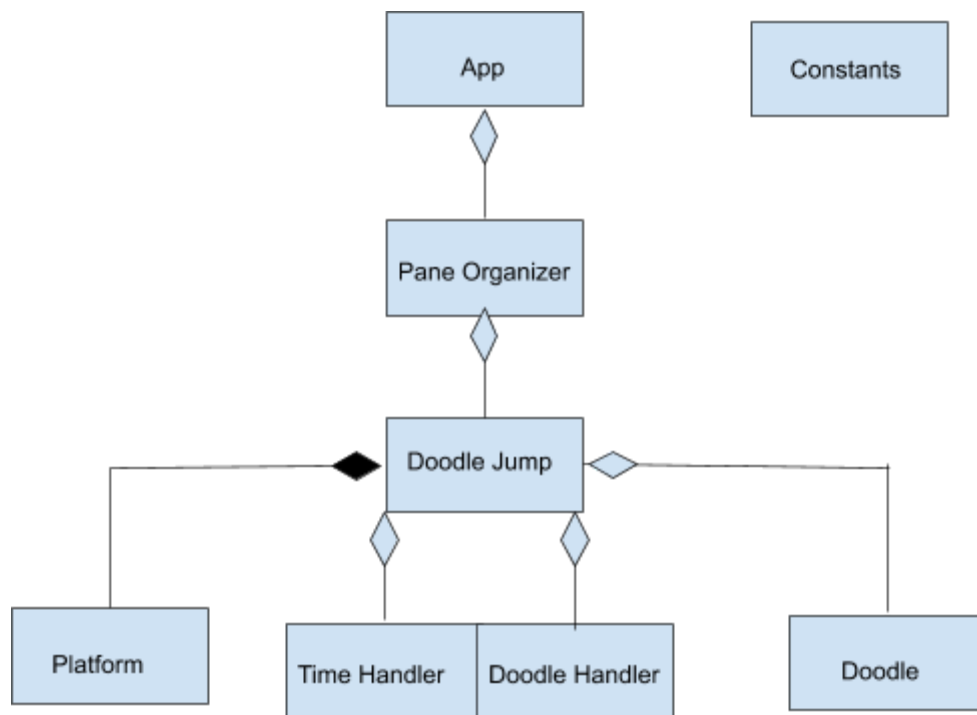 App
Constants
Pane Organizer
Doodle Jump
Platform
Time Handler
Doodle Handler
Doodle